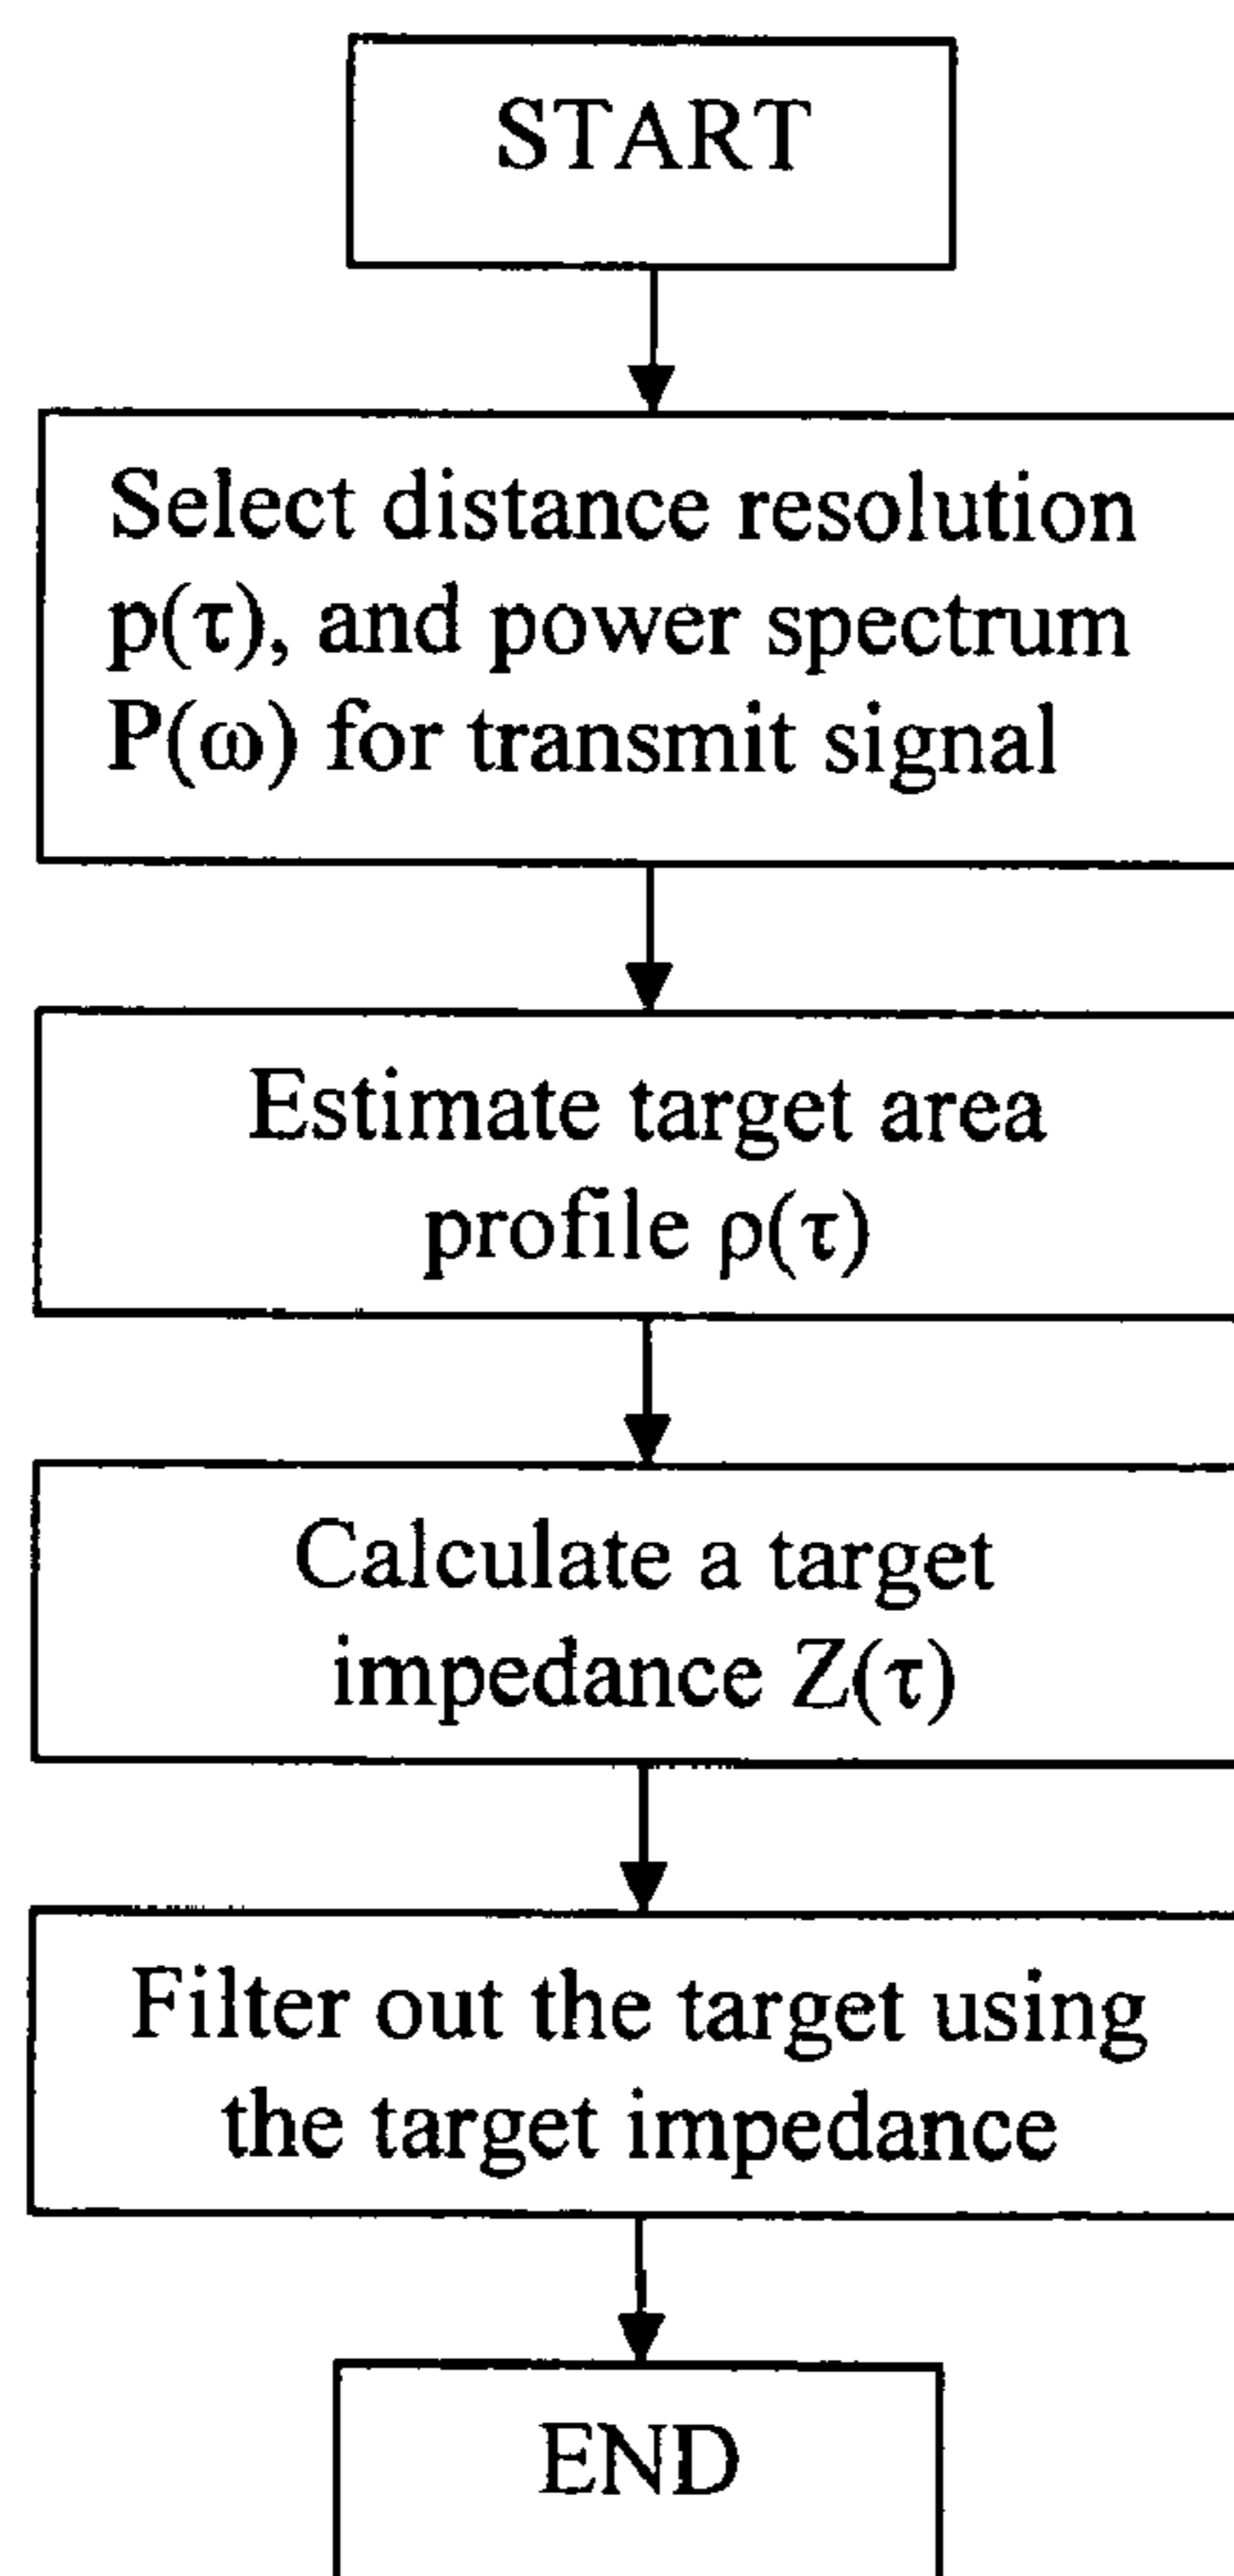 START
Select distance resolution
p(τ), and power spectrum
P(ω) for transmit signal
Estimate target area
profile ρ(τ)
Calculate a target
impedance Z(τ)
Filter out the target using
the target impedance
END